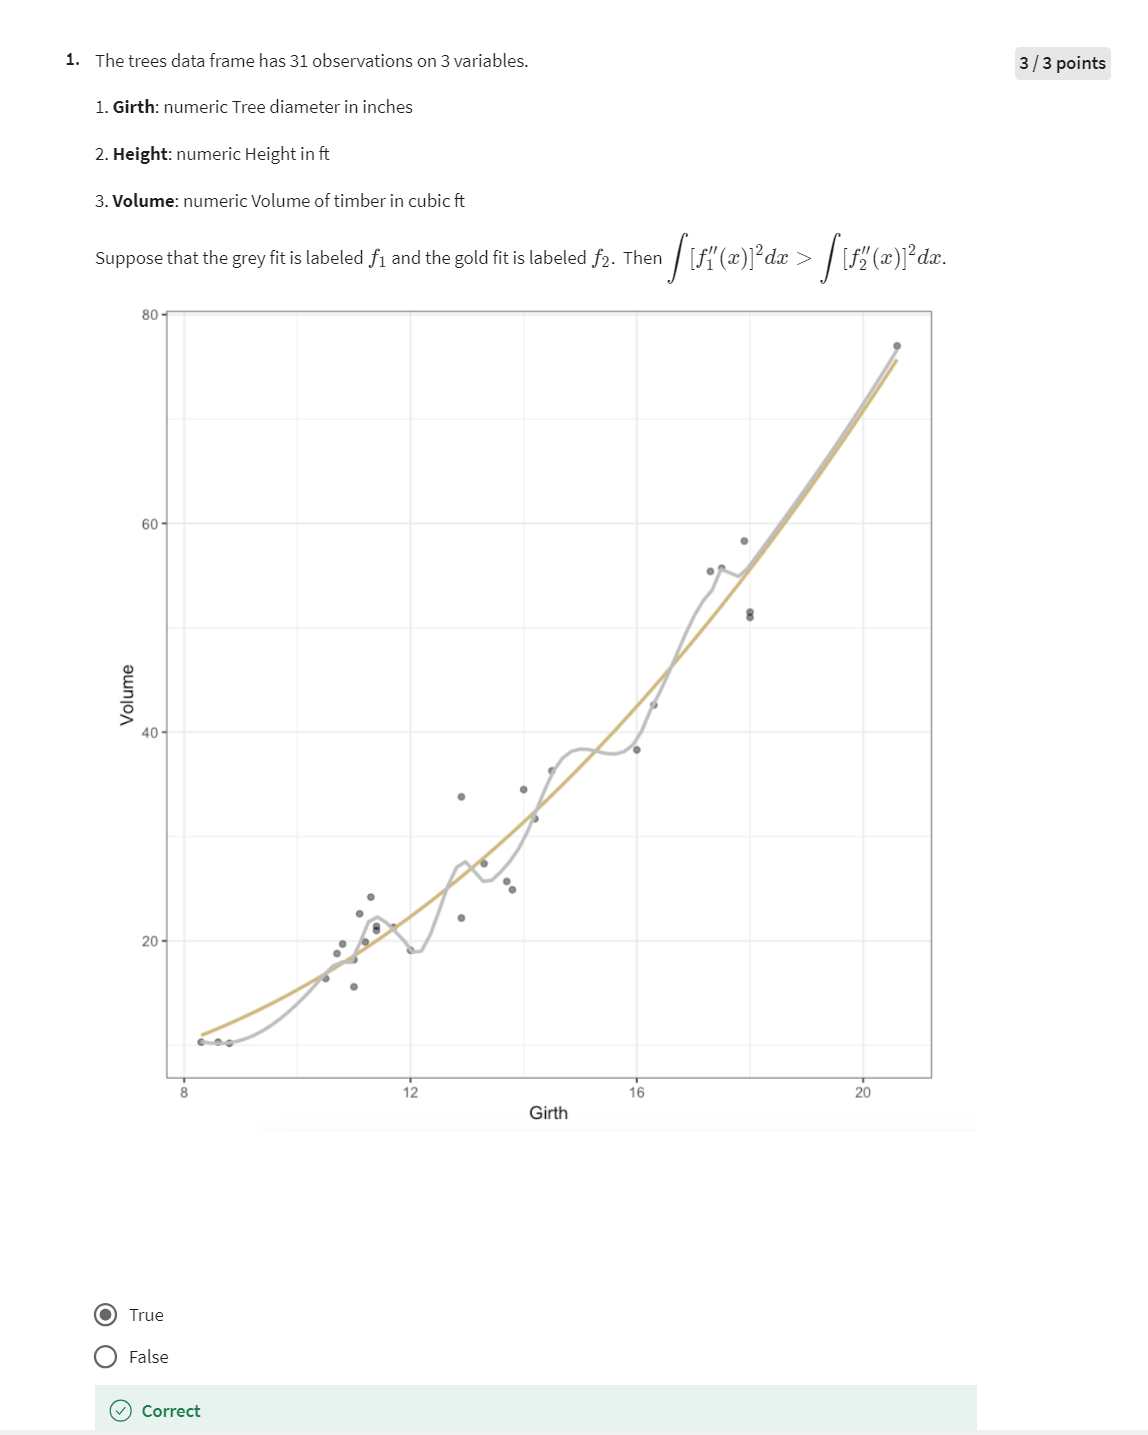 1. The trees data frame has 31 observations on 3 variables.
3 / 3 points
1. Girth: numeric Tree diameter in inches
2. Height: numeric Height in ft
3. Volume: numeric Volume of timber in cubic ft
Suppose that the grey fit is labeled f₁ and the gold fit is labeled f₂. Then ∫[f₁″(x)]²dx > ∫[f₂″(x)]²dx.
80
60
40
20
Volume
8 12 16 20
Girth
True
False
Correct